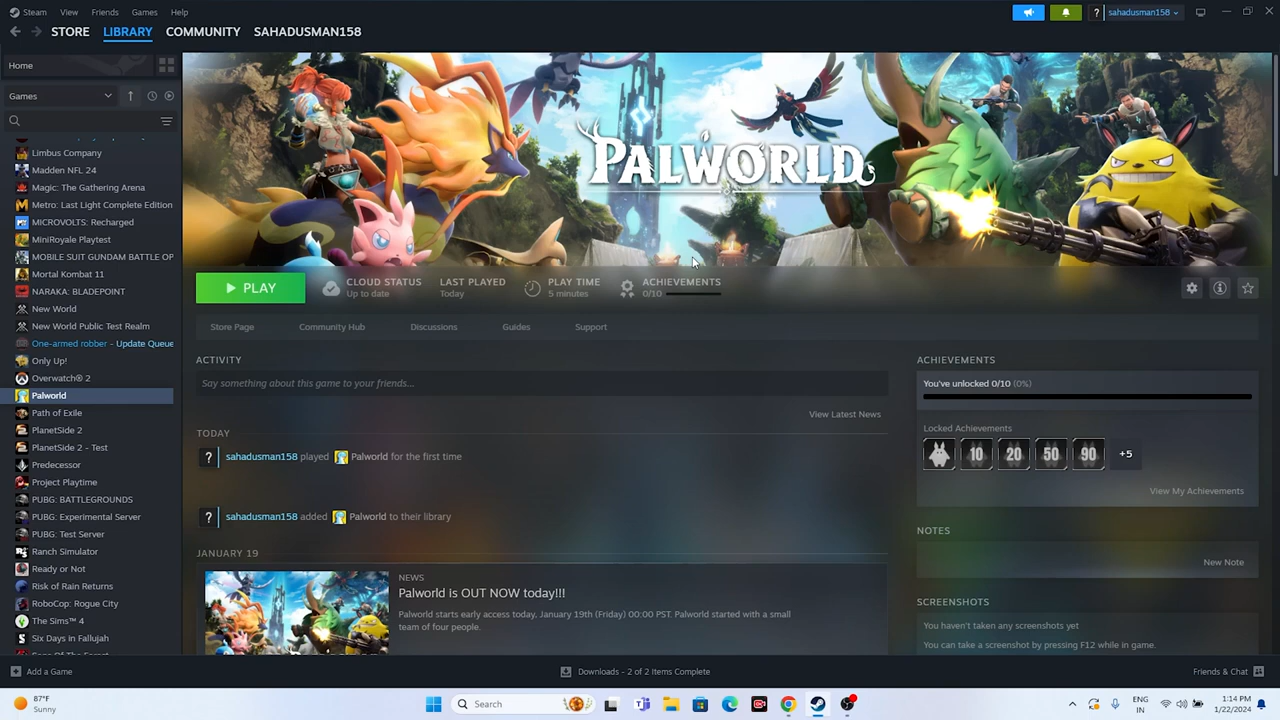 Steam View Friends Games Help
? sahadusman158
STORE LIBRARY COMMUNITY SAHADUSMAN158
Home
Games
Limbus Company
Madden NFL 24
Magic: The Gathering Arena
Metro: Last Light Complete Edition
MICROVOLTS: Recharged
MiniRoyale Playtest
MOBILE SUIT GUNDAM BATTLE OP
Mortal Kombat 11
NARAKA: BLADEPOINT
New World
New World Public Test Realm
One-armed robber - Update Queue
Only Up!
Overwatch® 2
Palworld
Path of Exile
PlanetSide 2
PlanetSide 2 - Test
Predecessor
Project Playtime
PUBG: BATTLEGROUNDS
PUBG: Experimental Server
PUBG: Test Server
Ranch Simulator
Ready or Not
Risk of Rain Returns
RoboCop: Rogue City
The Sims™ 4
Six Days in Fallujah
PALWORLD
PLAY
CLOUD STATUS
Up to date
LAST PLAYED
Today
PLAY TIME
5 minutes
ACHIEVEMENTS
0/10
Store Page Community Hub Discussions Guides Support
ACTIVITY
Say something about this game to your friends...
View Latest News
TODAY
? sahadusman158 played Palworld for the first time
? sahadusman158 added Palworld to their library
JANUARY 19
NEWS
Palworld is OUT NOW today!!!
Palworld starts early access today, January 19th (Friday) 00:00 PST. Palworld started with a small
team of four people.
ACHIEVEMENTS
You've unlocked 0/10 (0%)
Locked Achievements
10 20 50 90 +5
View My Achievements
NOTES
New Note
SCREENSHOTS
You haven't taken any screenshots yet
You can take a screenshot by pressing F12 while in game.
Add a Game
Downloads - 2 of 2 Items Complete
Friends & Chat
87°F
Sunny
Search
ENG
IN
1:14 PM
1/22/2024